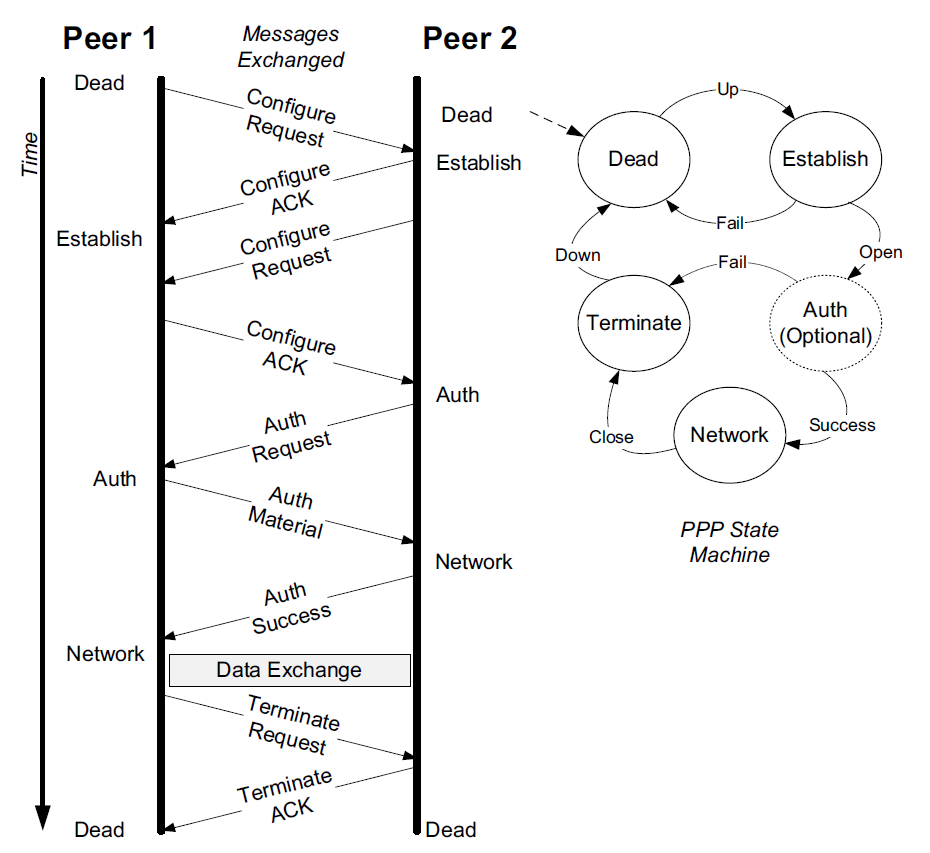 Peer 1
Messages
Exchanged
Peer 2
Time
Dead
Configure
Request
Dead
Establish
Configure
ACK
Establish
Configure
Request
Configure
ACK
Auth
Auth
Request
Auth
Auth
Material
Network
Auth
Success
Network
Data Exchange
Terminate
Request
Terminate
ACK
Dead
Dead
Up
Dead
Establish
Fail
Down
Fail
Open
Terminate
Auth
(Optional)
Success
Close
Network
PPP State
Machine